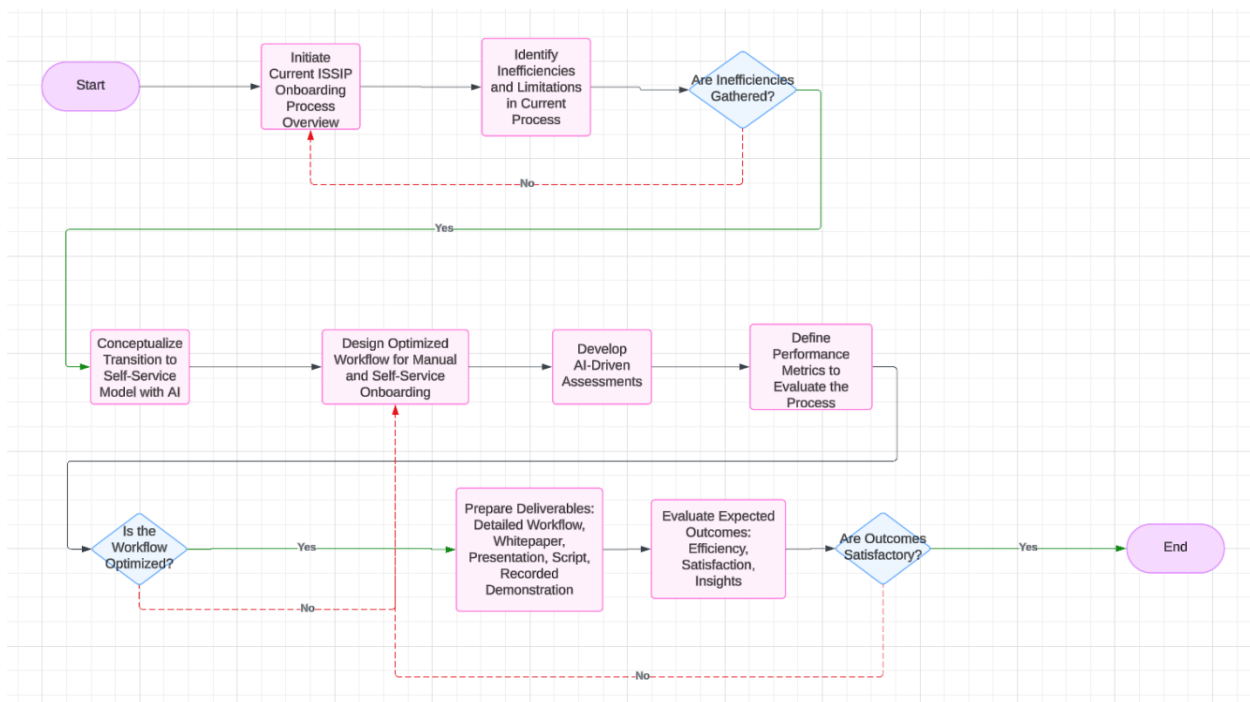 Start
Initiate
Current ISSIP
Onboarding
Process
Overview
Identify
Inefficiencies
and Limitations
in Current
Process
Are Inefficiencies
Gathered?
No
Yes
Conceptualize
Transition to
Self-Service
Model with AI
Design Optimized
Workflow for Manual
and Self-Service
Onboarding
Develop
AI-Driven
Assessments
Define
Performance
Metrics to
Evaluate the
Process
Is the
Workflow
Optimized?
Yes
No
Prepare Deliverables:
Detailed Workflow,
Whitepaper,
Presentation, Script,
Recorded
Demonstration
Evaluate Expected
Outcomes:
Efficiency,
Satisfaction,
Insights
Are Outcomes
Satisfactory?
Yes
No
End